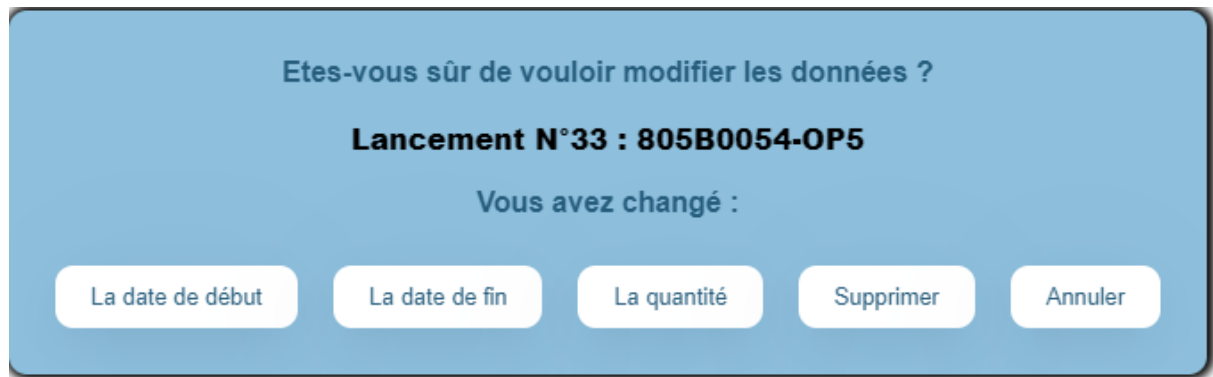 Etes-vous sûr de vouloir modifier les données ?
Lancement N°33 : 805B0054-OP5
Vous avez changé :
La date de début La date de fin La quantité Supprimer Annuler